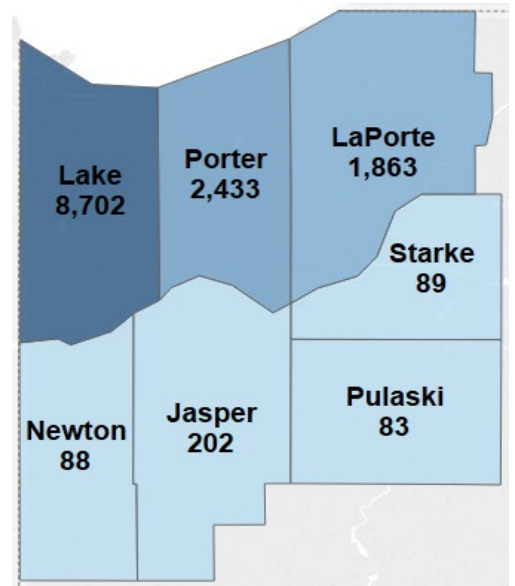 Lake
8,702
Porter
2,433
LaPorte
1,863
Starke
89
Newton
88
Jasper
202
Pulaski
83